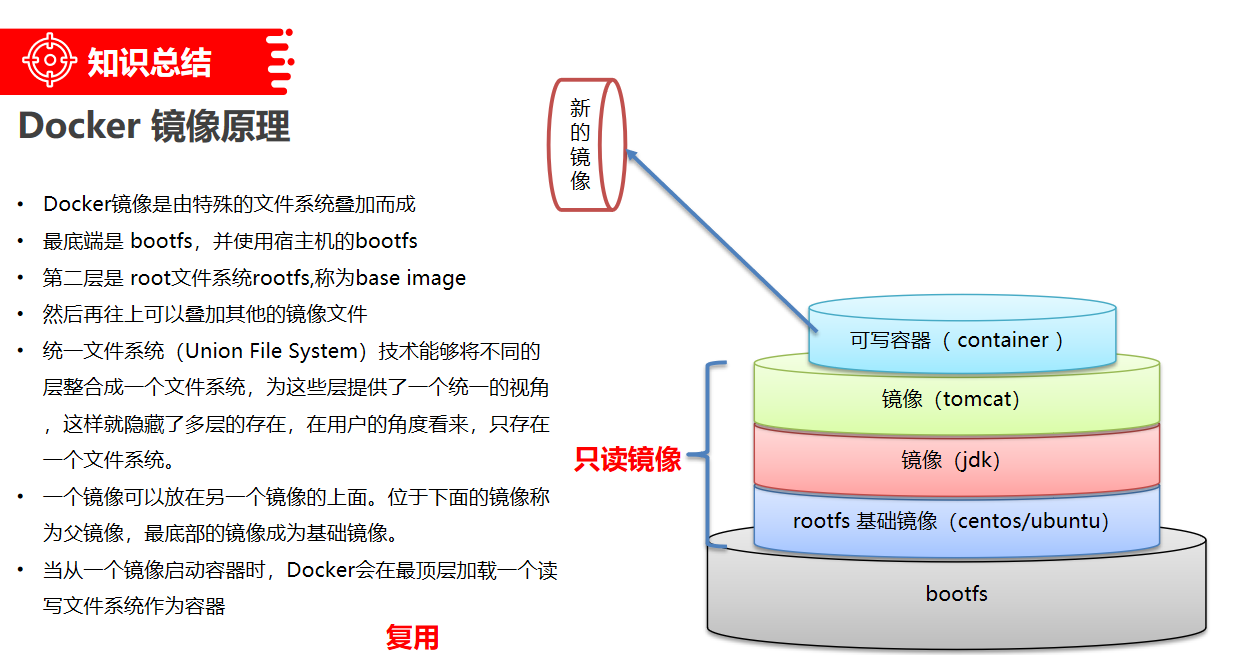 知识总结
Docker 镜像原理
• Docker镜像是由特殊的文件系统叠加而成
• 最底端是 bootfs，并使用宿主机的bootfs
• 第二层是 root文件系统rootfs,称为base image
• 然后再往上可以叠加其他的镜像文件
• 统一文件系统（Union File System）技术能够将不同的
层整合成一个文件系统，为这些层提供了一个统一的视角
，这样就隐藏了多层的存在，在用户的角度看来，只存在
一个文件系统。
• 一个镜像可以放在另一个镜像的上面。位于下面的镜像称
为父镜像，最底部的镜像成为基础镜像。
• 当从一个镜像启动容器时，Docker会在最顶层加载一个读
写文件系统作为容器
复用
新的镜像
可写容器（ container ）
镜像（tomcat）
镜像（jdk）
只读镜像
rootfs 基础镜像（centos/ubuntu）
bootfs